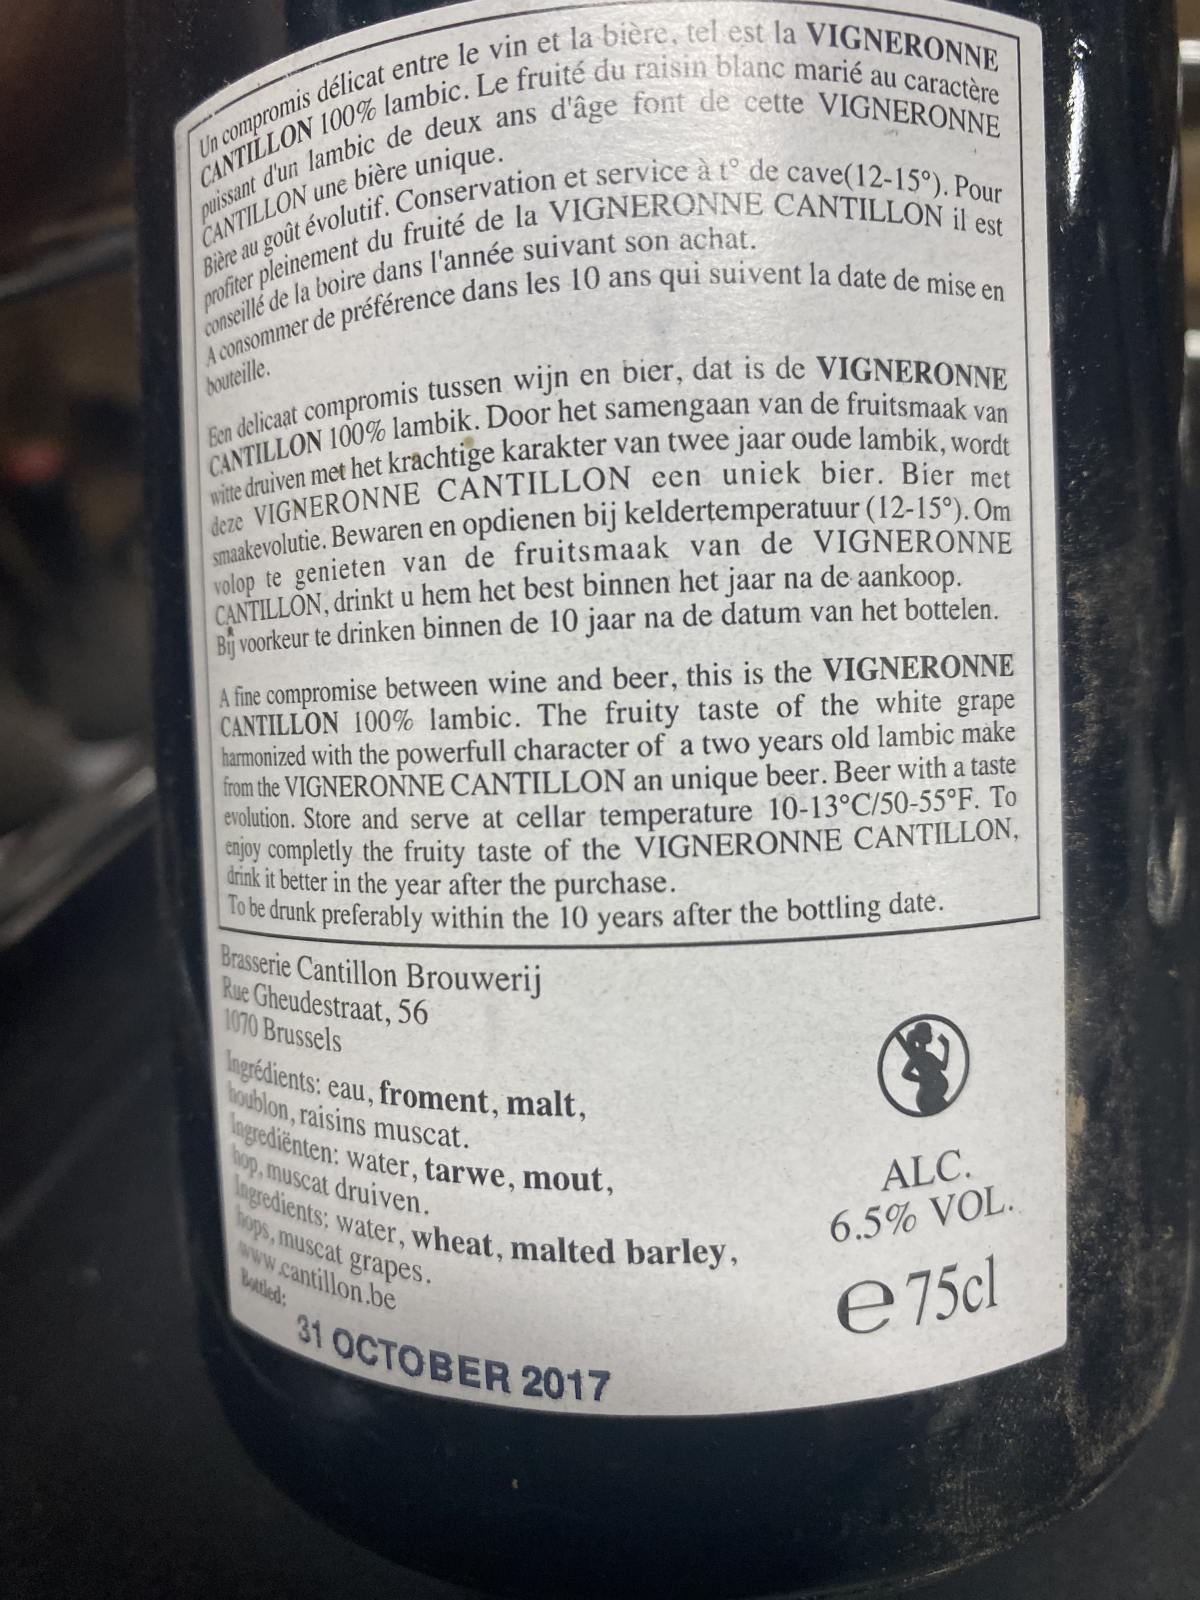 Un compromis délicat entre le vin et la bière, tel est la VIGNERONNE
CANTILLON 100% lambic. Le fruité du raisin blanc marié au caractère
puissant d'un lambic de deux ans d'âge font de cette VIGNERONNE
CANTILLON une bière unique.
Bière au goût évolutif. Conservation et service à t° de cave(12-15°). Pour
profiter pleinement du fruité de la VIGNERONNE CANTILLON il est
conseillé de la boire dans l'année suivant son achat.
A consommer de préférence dans les 10 ans qui suivent la date de mise en
bouteille.
Een delicaat compromis tussen wijn en bier, dat is de VIGNERONNE
CANTILLON 100% lambik. Door het samengaan van de fruitsmaak van
witte druiven met het krachtige karakter van twee jaar oude lambik, wordt
deze VIGNERONNE CANTILLON een uniek bier. Bier met
smaakevolutie. Bewaren en opdienen bij keldertemperatuur (12-15°). Om
volop te genieten van de fruitsmaak van de VIGNERONNE
CANTILLON, drinkt u hem het best binnen het jaar na de aankoop.
Bij voorkeur te drinken binnen de 10 jaar na de datum van het bottelen.
A fine compromise between wine and beer, this is the VIGNERONNE
CANTILLON 100% lambic. The fruity taste of the white grape
harmonized with the powerfull character of a two years old lambic make
from the VIGNERONNE CANTILLON an unique beer. Beer with a taste
evolution. Store and serve at cellar temperature 10-13°C/50-55°F. To
enjoy completly the fruity taste of the VIGNERONNE CANTILLON,
drink it better in the year after the purchase.
To be drunk preferably within the 10 years after the bottling date.
Brasserie Cantillon Brouwerij
Rue Gheudestraat, 56
1070 Brussels
Ingrédients: eau, froment, malt,
houblon, raisins muscat.
Ingrediënten: water, tarwe, mout,
hop, muscat druiven.
Ingredients: water, wheat, malted barley,
hops, muscat grapes.
www.cantillon.be
Bottled:
31 OCTOBER 2017
ALC.
6.5% VOL.
e 75cl